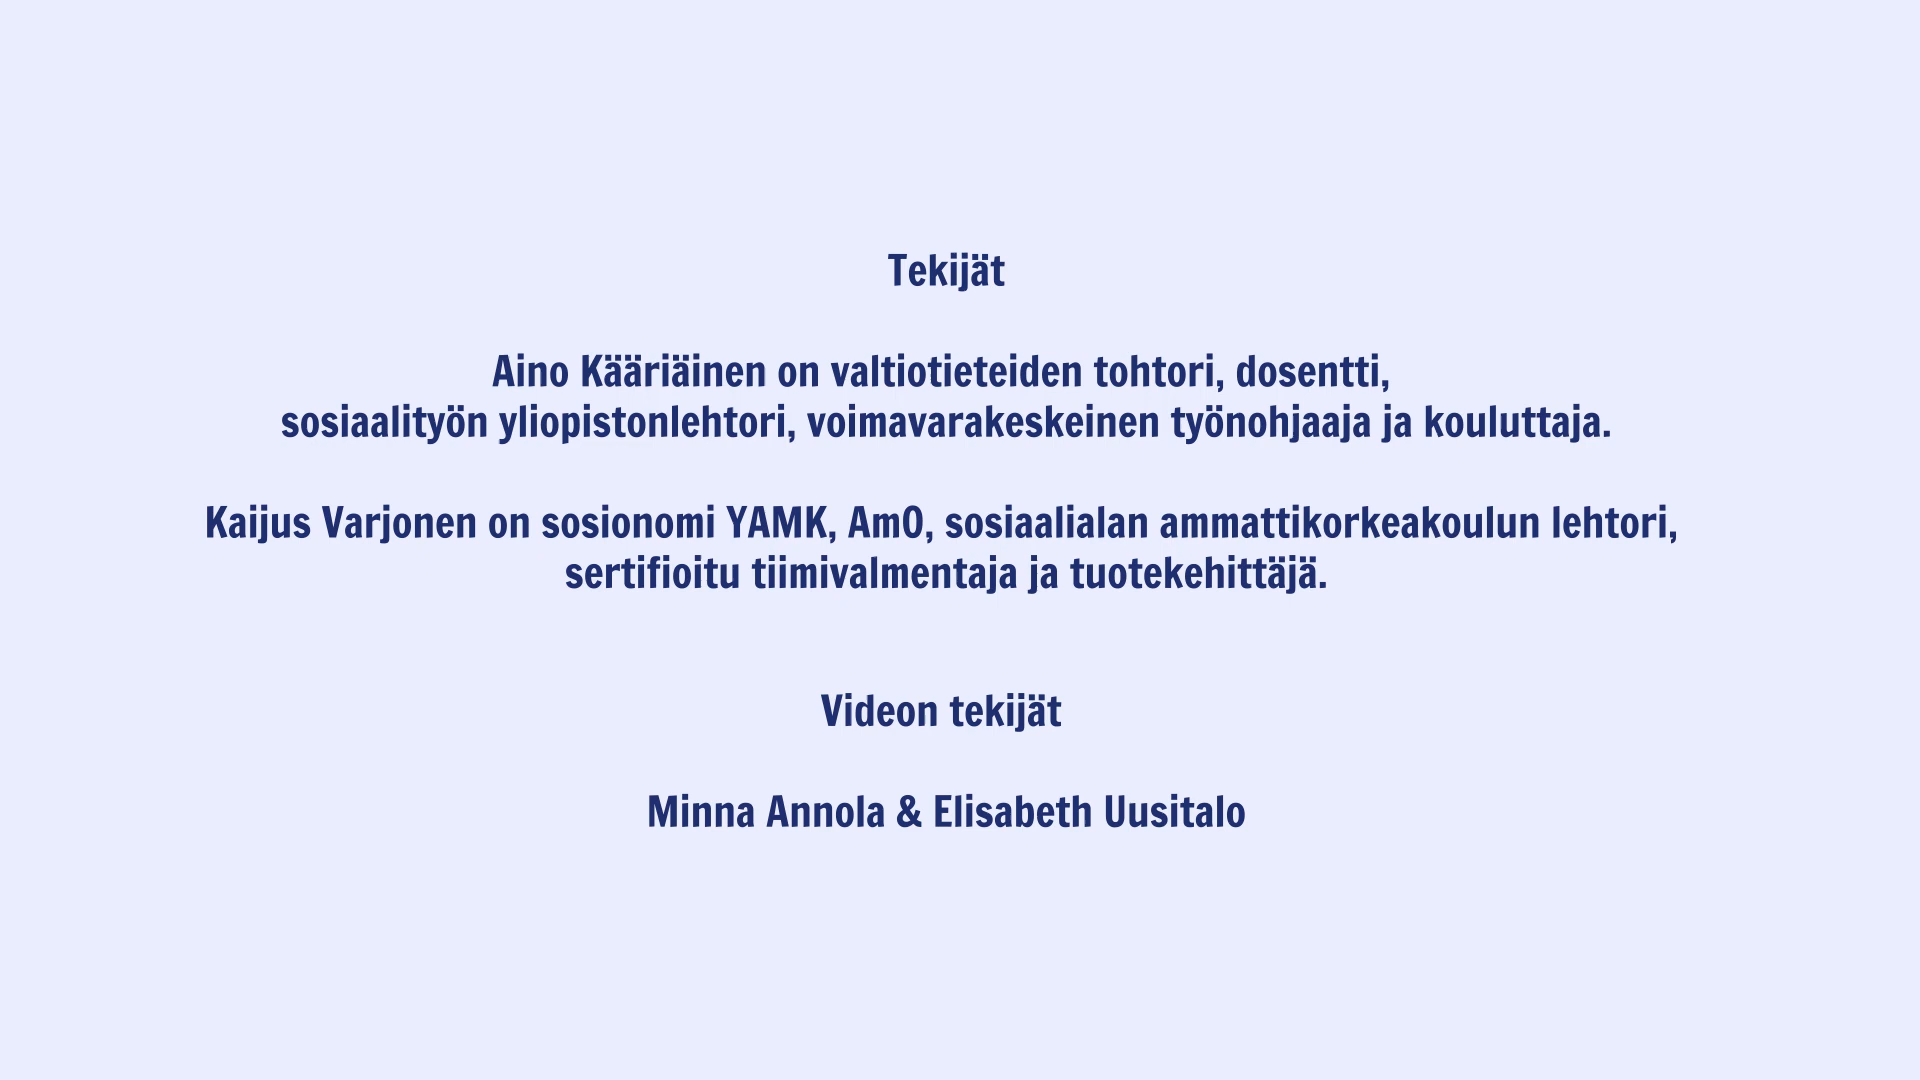 Tekijät
Aino Kääriäinen on valtiotieteiden tohtori, dosentti,
sosiaalityön yliopistonlehtori, voimavarakeskeinen työnohjaaja ja kouluttaja.
Kaijus Varjonen on sosionomi YAMK, AmO, sosiaalialan ammattikorkeakoulun lehtori,
sertifioitu tiimivalmentaja ja tuotekehittäjä.
Videon tekijät
Minna Annola & Elisabeth Uusitalo